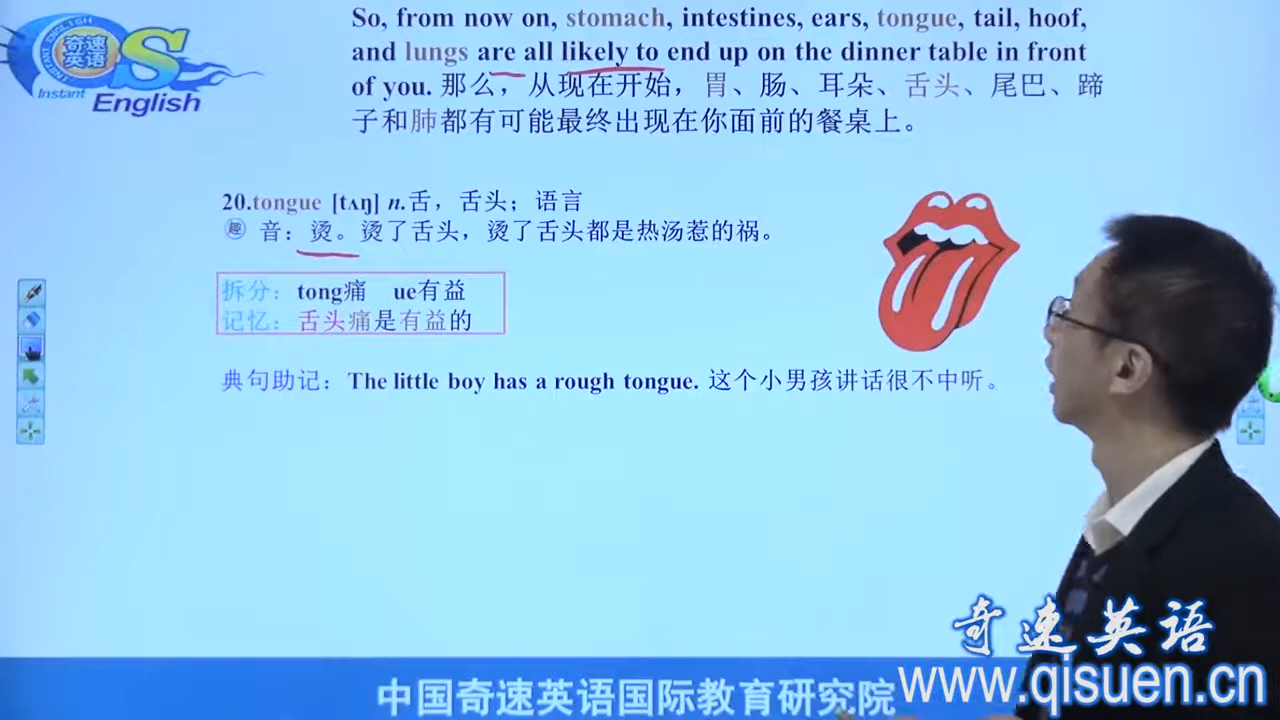 奇速
英语
INSTANT ENGLISH
S
Instant
English
So, from now on, stomach, intestines, ears, tongue, tail, hoof,
and lungs are all likely to end up on the dinner table in front
of you. 那么，从现在开始，胃、肠、耳朵、舌头、尾巴、蹄
子和肺都有可能最终出现在你面前的餐桌上。
20.tongue [tʌŋ] n.舌，舌头；语言
趣 音：烫。烫了舌头，烫了舌头都是热汤惹的祸。
拆分：tong痛 ue有益
记忆：舌头痛是有益的
典句助记：The little boy has a rough tongue. 这个小男孩讲话很不中听。
奇速英语
www.qisuen.cn
中国奇速英语国际教育研究院